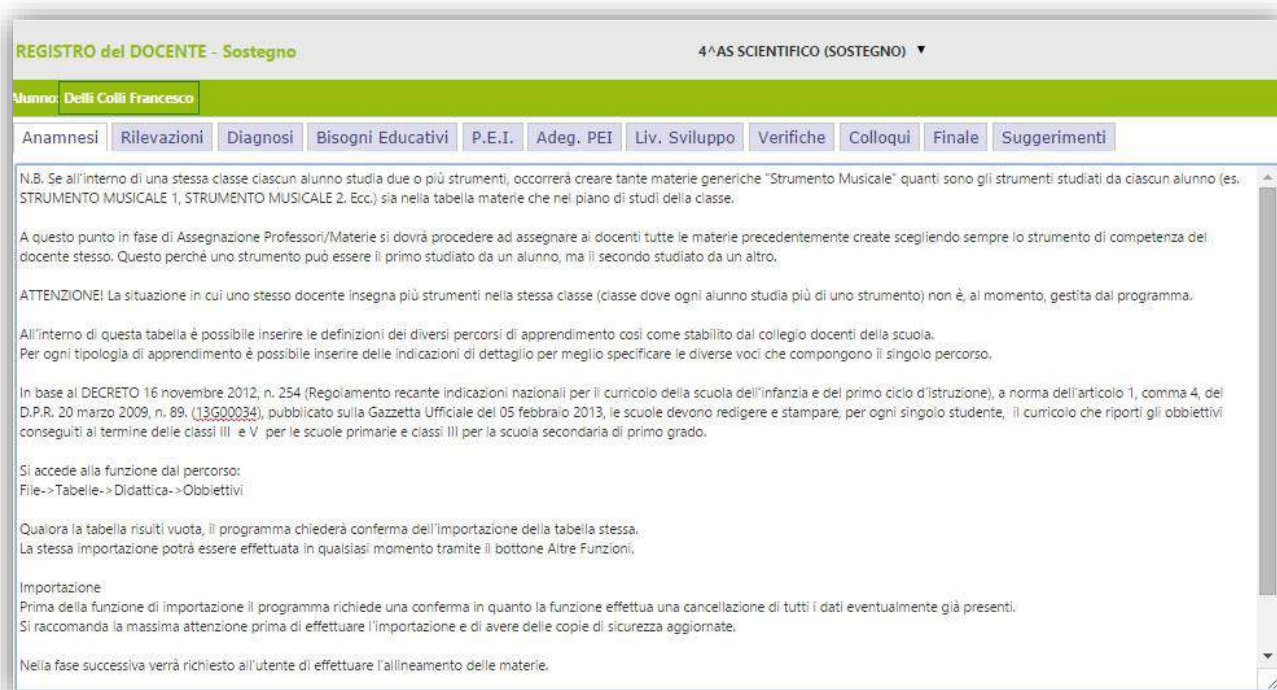 REGISTRO del DOCENTE - Sostegno
4^AS SCIENTIFICO (SOSTEGNO) ▼
Alunno: Delli Colli Francesco
Anamnesi Rilevazioni Diagnosi Bisogni Educativi P.E.I. Adeg. PEI Liv. Sviluppo Verifiche Colloqui Finale Suggerimenti
N.B. Se all'interno di una stessa classe ciascun alunno studia due o più strumenti, occorrerà creare tante materie generiche "Strumento Musicale" quanti sono gli strumenti studiati da ciascun alunno (es.
STRUMENTO MUSICALE 1, STRUMENTO MUSICALE 2. Ecc.) sia nella tabella materie che nel piano di studi della classe.
A questo punto in fase di Assegnazione Professori/Materie si dovrà procedere ad assegnare ai docenti tutte le materie precedentemente create scegliendo sempre lo strumento di competenza del
docente stesso. Questo perché uno strumento può essere il primo studiato da un alunno, ma il secondo studiato da un altro.
ATTENZIONE! La situazione in cui uno stesso docente insegna più strumenti nella stessa classe (classe dove ogni alunno studia più di uno strumento) non è, al momento, gestita dal programma.
All'interno di questa tabella è possibile inserire le definizioni dei diversi percorsi di apprendimento così come stabilito dal collegio docenti della scuola.
Per ogni tipologia di apprendimento è possibile inserire delle indicazioni di dettaglio per meglio specificare le diverse voci che compongono il singolo percorso.
In base al DECRETO 16 novembre 2012, n. 254 (Regolamento recante indicazioni nazionali per il curricolo della scuola dell'infanzia e del primo ciclo d'istruzione), a norma dell'articolo 1, comma 4, del
D.P.R. 20 marzo 2009, n. 89. (13G00034), pubblicato sulla Gazzetta Ufficiale del 05 febbraio 2013, le scuole devono redigere e stampare, per ogni singolo studente, il curricolo che riporti gli obbiettivi
conseguiti al termine delle classi III e V per le scuole primarie e classi III per la scuola secondaria di primo grado.
Si accede alla funzione dal percorso:
File->Tabelle->Didattica->Obbiettivi
Qualora la tabella risulti vuota, il programma chiederà conferma dell'importazione della tabella stessa.
La stessa importazione potrà essere effettuata in qualsiasi momento tramite il bottone Altre Funzioni.
Importazione
Prima della funzione di importazione il programma richiede una conferma in quanto la funzione effettua una cancellazione di tutti i dati eventualmente già presenti.
Si raccomanda la massima attenzione prima di effettuare l'importazione e di avere delle copie di sicurezza aggiornate.
Nella fase successiva verrà richiesto all'utente di effettuare l'allineamento delle materie.